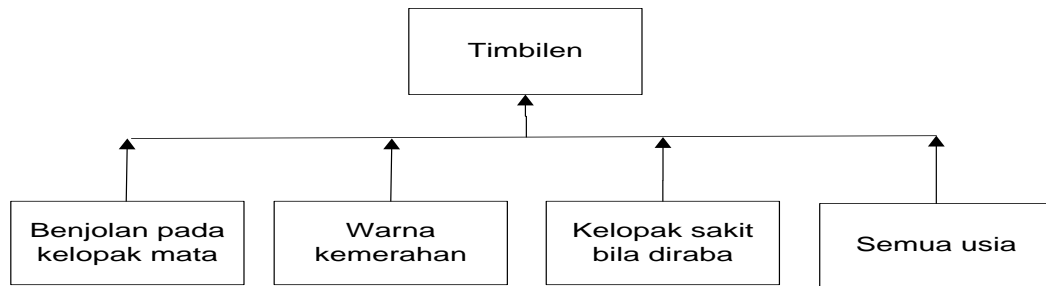 Timbilen
Benjolan pada
kelopak mata
Warna
kemerahan
Kelopak sakit
bila diraba
Semua usia